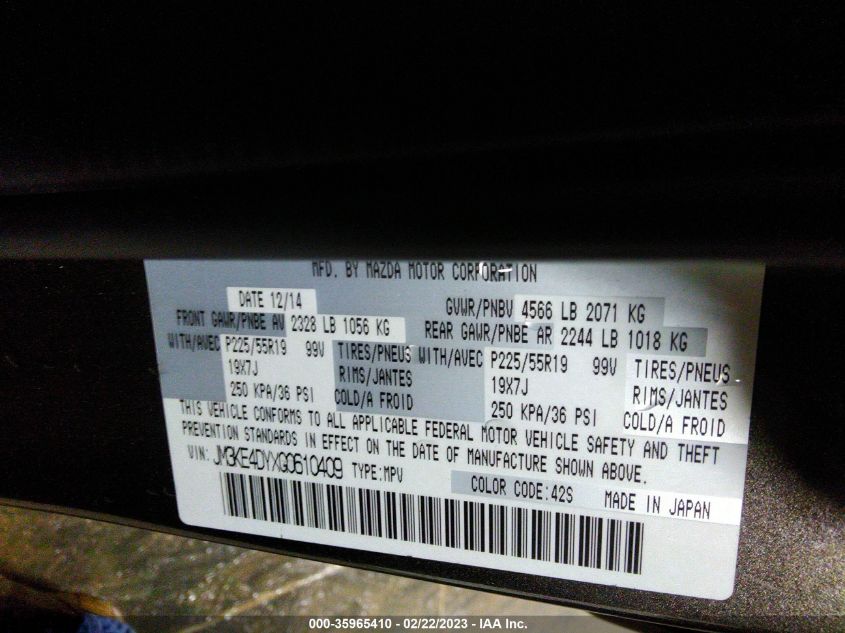 MFD. BY MAZDA MOTOR CORPORATION
DATE 12/14 GVWR/PNBV 4566 LB 2071 KG
FRONT GAWR/PNBE AV 2328 LB 1056 KG REAR GAWR/PNBE AR 2244 LB 1018 KG
WITH/AVEC P225/55R19 99V TIRES/PNEUS WITH/AVEC P225/55R19 99V TIRES/PNEUS
19X7J RIMS/JANTES 19X7J RIMS/JANTES
250 KPA/36 PSI COLD/A FROID 250 KPA/36 PSI COLD/A FROID
THIS VEHICLE CONFORMS TO ALL APPLICABLE FEDERAL MOTOR VEHICLE SAFETY AND THEFT
PREVENTION STANDARDS IN EFFECT ON THE DATE OF MANUFACTURE SHOWN ABOVE.
VIN: JM3KE4DYXG0610409 TYPE:MPV
COLOR CODE:42S MADE IN JAPAN
000-35965410 - 02/22/2023 - IAA Inc.